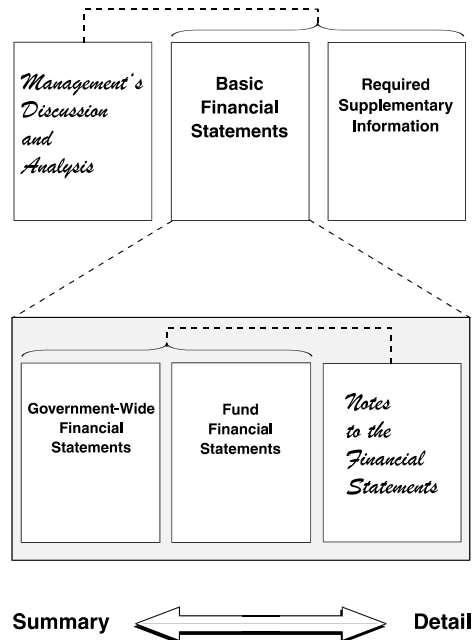 Management's
Discussion
and
Analysis
Basic
Financial
Statements
Required
Supplementary
Information
Government-Wide
Financial
Statements
Fund
Financial
Statements
Notes
to the
Financial
Statements
Summary
Detail